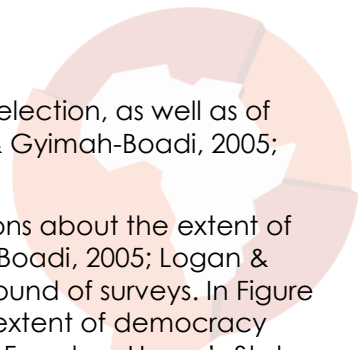 election, as well as of
& Gyimah-Boadi, 2005;
ons about the extent of
Boadi, 2005; Logan &
ound of surveys. In Figure
extent of democracy